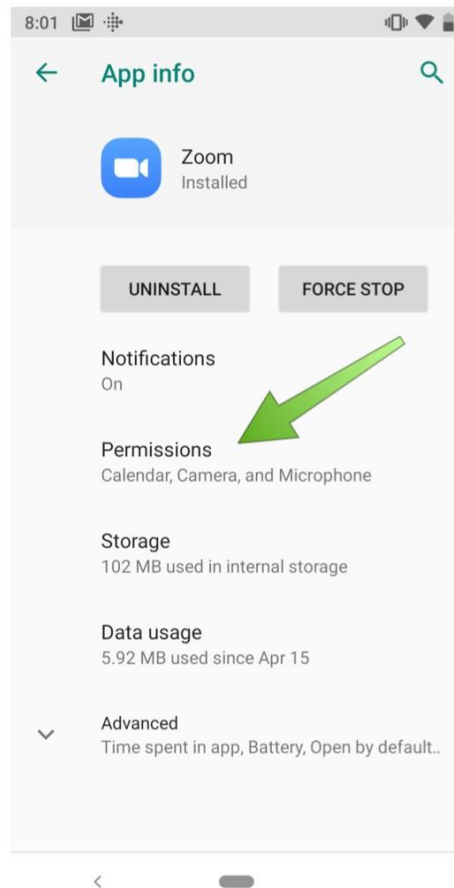 8:01
App info
Zoom
Installed
UNINSTALL FORCE STOP
Notifications
On
Permissions
Calendar, Camera, and Microphone
Storage
102 MB used in internal storage
Data usage
5.92 MB used since Apr 15
Advanced
Time spent in app, Battery, Open by default..